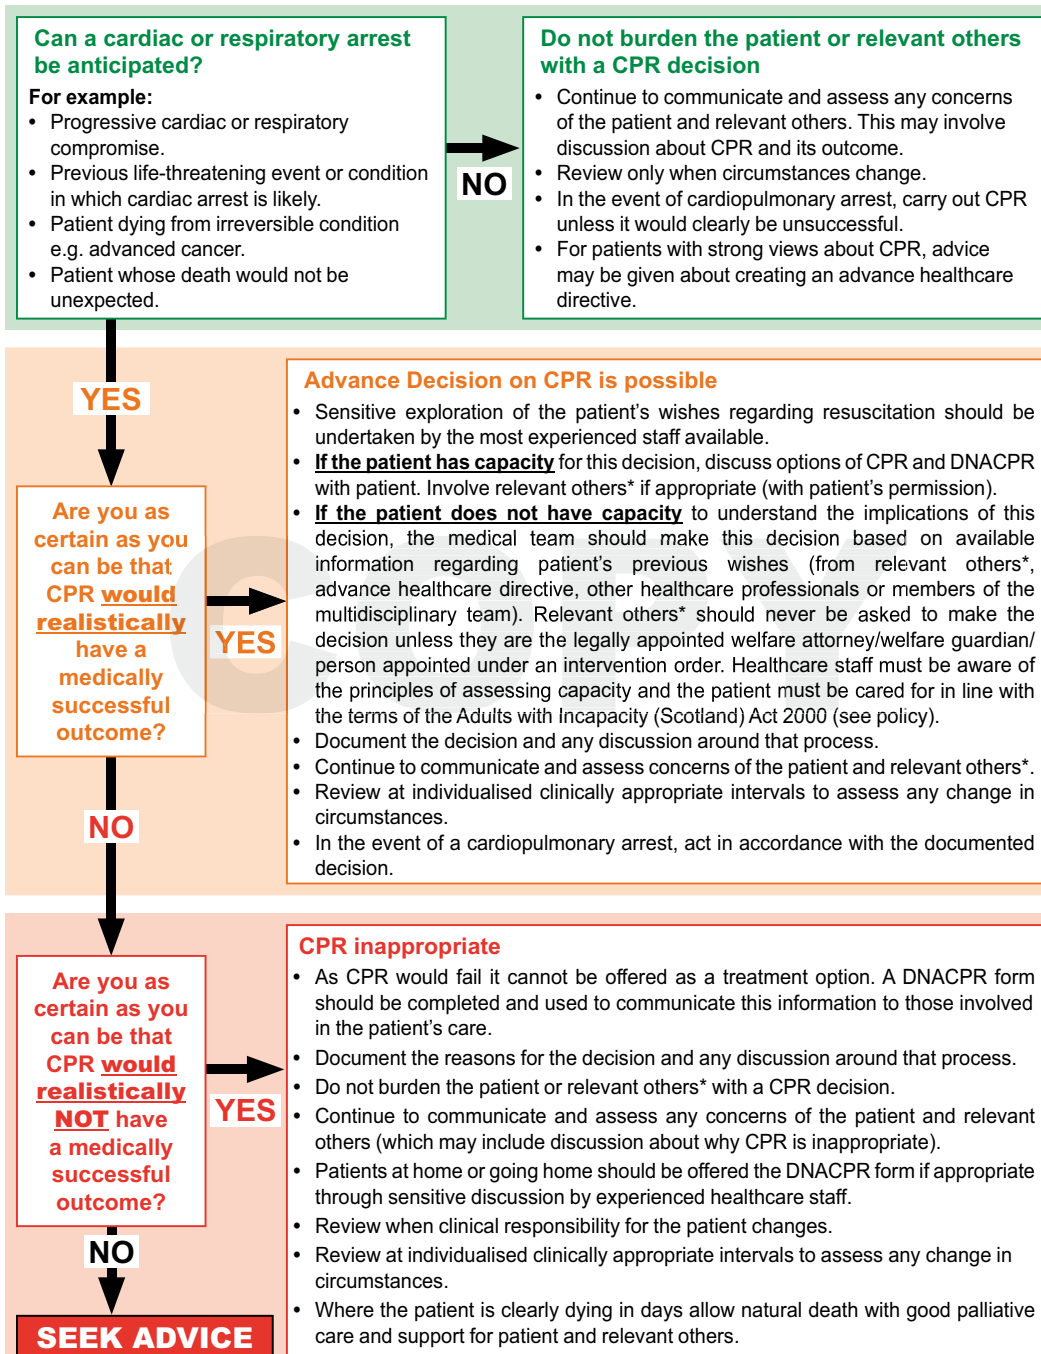 Can a cardiac or respiratory arrest
be anticipated?
For example:
• Progressive cardiac or respiratory
compromise.
• Previous life-threatening event or condition
in which cardiac arrest is likely.
• Patient dying from irreversible condition
e.g. advanced cancer.
• Patient whose death would not be
unexpected.
NO
Do not burden the patient or relevant others
with a CPR decision
• Continue to communicate and assess any concerns
of the patient and relevant others. This may involve
discussion about CPR and its outcome.
• Review only when circumstances change.
• In the event of cardiopulmonary arrest, carry out CPR
unless it would clearly be unsuccessful.
• For patients with strong views about CPR, advice
may be given about creating an advance healthcare
directive.
YES
Are you as
certain as you
can be that
CPR would
realistically
have a
medically
successful
outcome?
YES
Advance Decision on CPR is possible
• Sensitive exploration of the patient's wishes regarding resuscitation should be
undertaken by the most experienced staff available.
• If the patient has capacity for this decision, discuss options of CPR and DNACPR
with patient. Involve relevant others* if appropriate (with patient's permission).
• If the patient does not have capacity to understand the implications of this
decision, the medical team should make this decision based on available
information regarding patient's previous wishes (from relevant others*,
advance healthcare directive, other healthcare professionals or members of the
multidisciplinary team). Relevant others* should never be asked to make the
decision unless they are the legally appointed welfare attorney/welfare guardian/
person appointed under an intervention order. Healthcare staff must be aware of
the principles of assessing capacity and the patient must be cared for in line with
the terms of the Adults with Incapacity (Scotland) Act 2000 (see policy).
• Document the decision and any discussion around that process.
• Continue to communicate and assess concerns of the patient and relevant others*.
• Review at individualised clinically appropriate intervals to assess any change in
circumstances.
• In the event of a cardiopulmonary arrest, act in accordance with the documented
decision.
COPY
NO
Are you as
certain as you
can be that
CPR would
realistically
NOT have
a medically
successful
outcome?
YES
CPR inappropriate
• As CPR would fail it cannot be offered as a treatment option. A DNACPR form
should be completed and used to communicate this information to those involved
in the patient's care.
• Document the reasons for the decision and any discussion around that process.
• Do not burden the patient or relevant others* with a CPR decision.
• Continue to communicate and assess any concerns of the patient and relevant
others (which may include discussion about why CPR is inappropriate).
• Patients at home or going home should be offered the DNACPR form if appropriate
through sensitive discussion by experienced healthcare staff.
• Review when clinical responsibility for the patient changes.
• Review at individualised clinically appropriate intervals to assess any change in
circumstances.
• Where the patient is clearly dying in days allow natural death with good palliative
care and support for patient and relevant others.
NO
SEEK ADVICE